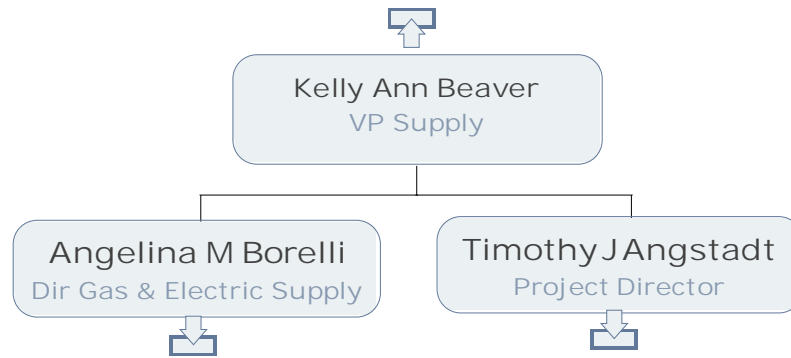 Kelly Ann Beaver
VP Supply
Angelina M Borelli
Dir Gas & Electric Supply
Timothy J Angstadt
Project Director